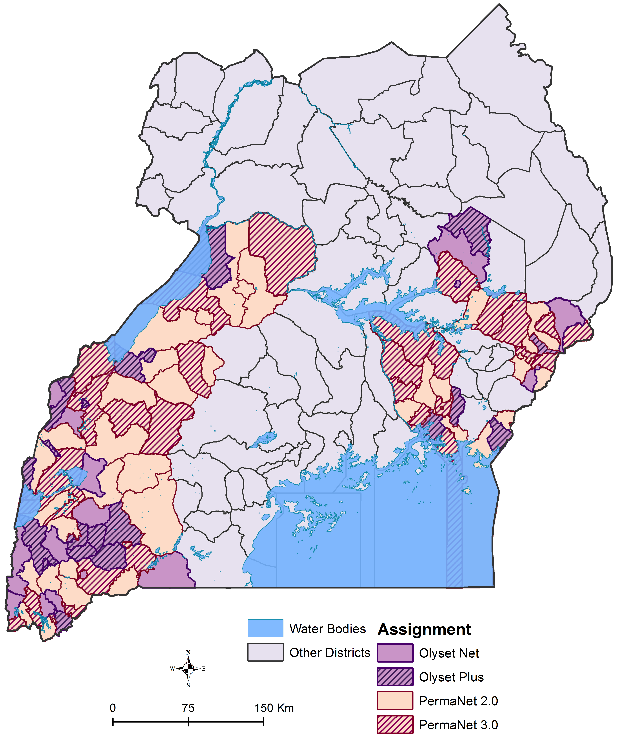 Water Bodies
Other Districts
Assignment
Olyset Net
Olyset Plus
PermaNet 2.0
PermaNet 3.0
N
W E
S
0 75 150 Km